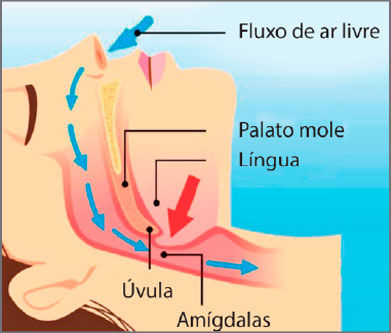 Fluxo de ar livre
Palato mole
Língua
Úvula
Amígdalas